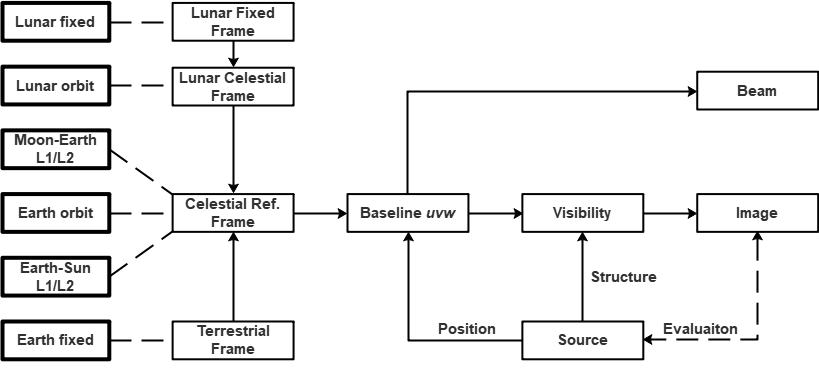 Lunar fixed
Lunar Fixed
Frame
Lunar orbit
Lunar Celestial
Frame
Beam
Moon-Earth
L1/L2
Earth orbit
Celestial Ref.
Frame
Baseline uvw
Visibility
Image
Earth-Sun
L1/L2
Structure
Earth fixed
Terrestrial
Frame
Position
Source
Evaluaiton